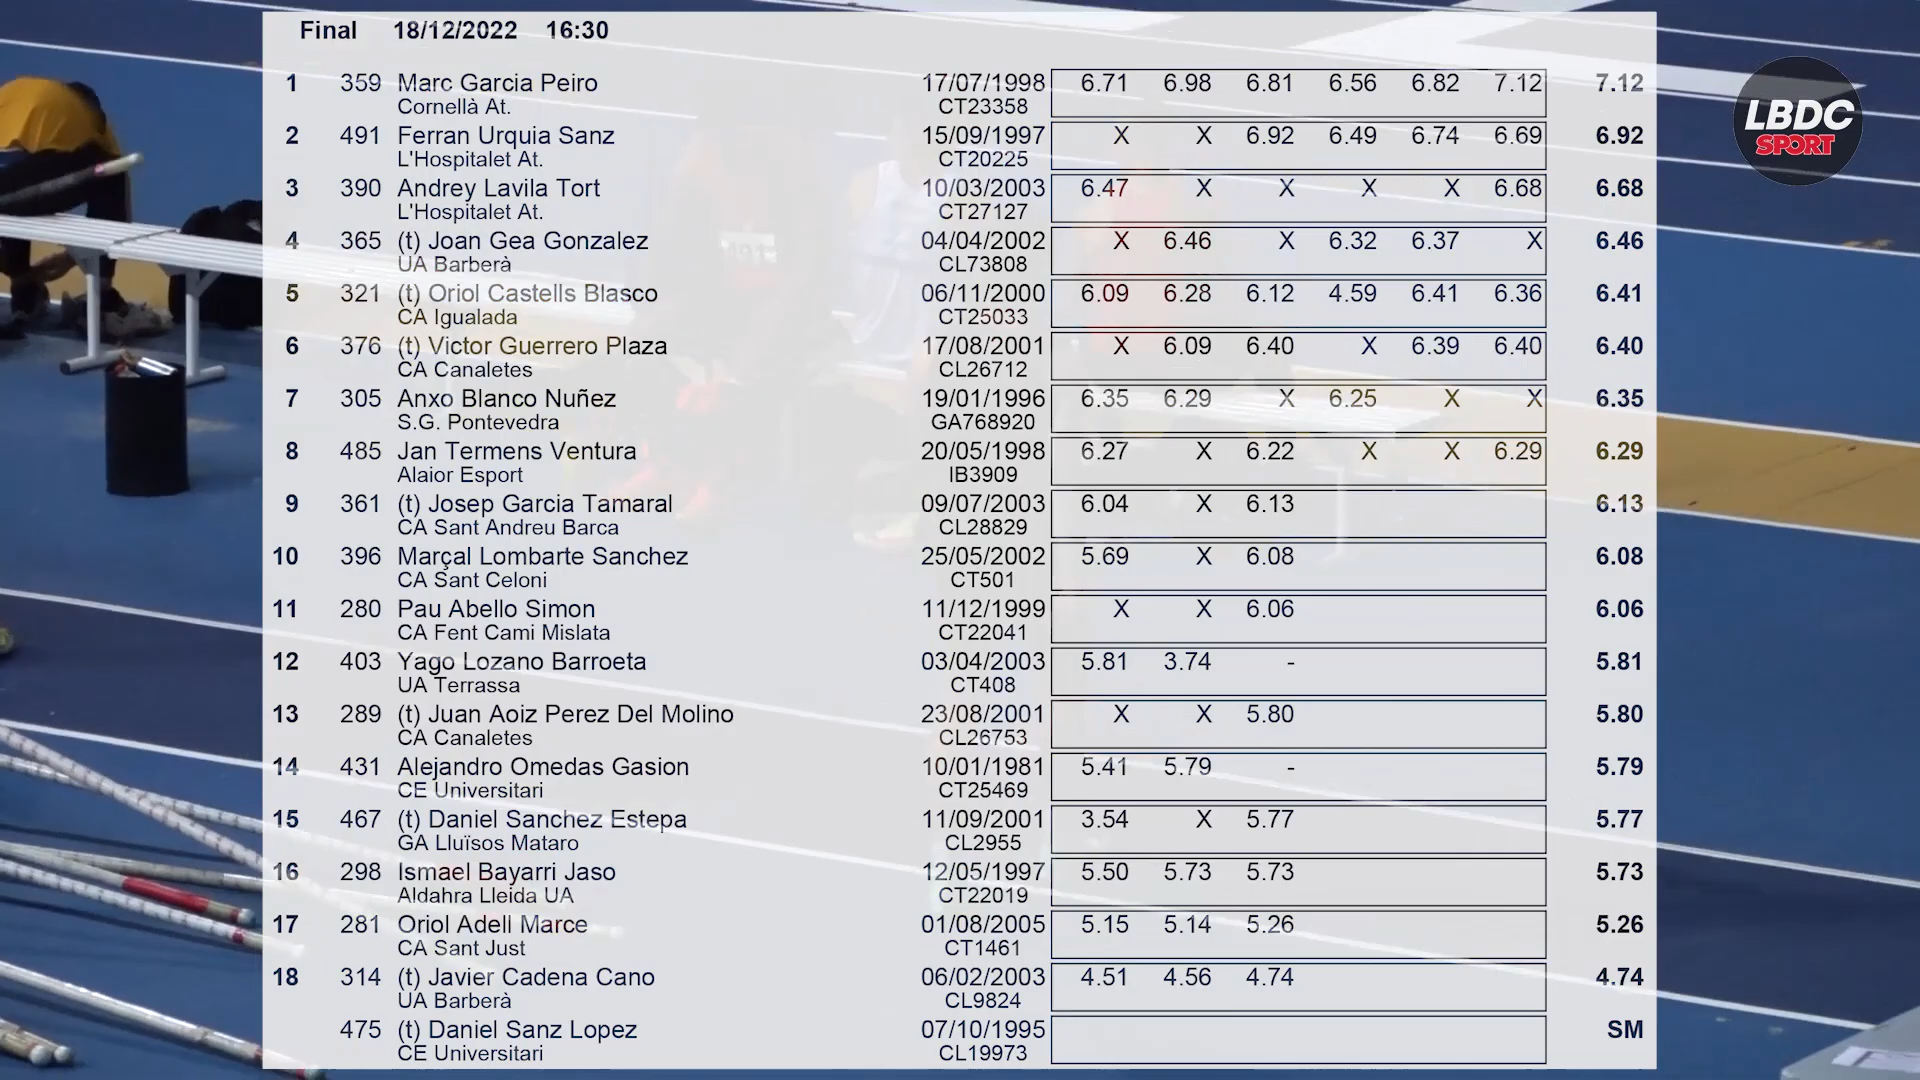 Final 18/12/2022 16:30
1 359 Marc Garcia Peiro 17/07/1998 6.71 6.98 6.81 6.56 6.82 7.12 7.12
Cornellà At. CT23358
2 491 Ferran Urquia Sanz 15/09/1997 X X 6.92 6.49 6.74 6.69 6.92
L'Hospitalet At. CT20225
3 390 Andrey Lavila Tort 10/03/2003 6.47 X X X X 6.68 6.68
L'Hospitalet At. CT27127
4 365 (t) Joan Gea Gonzalez 04/04/2002 X 6.46 X 6.32 6.37 X 6.46
UA Barberà CL73808
5 321 (t) Oriol Castells Blasco 06/11/2000 6.09 6.28 6.12 4.59 6.41 6.36 6.41
CA Igualada CT25033
6 376 (t) Victor Guerrero Plaza 17/08/2001 X 6.09 6.40 X 6.39 6.40 6.40
CA Canaletes CL26712
7 305 Anxo Blanco Nuñez 19/01/1996 6.35 6.29 X 6.25 X X 6.35
S.G. Pontevedra GA768920
8 485 Jan Termens Ventura 20/05/1998 6.27 X 6.22 X X 6.29 6.29
Alaior Esport IB3909
9 361 (t) Josep Garcia Tamaral 09/07/2003 6.04 X 6.13 6.13
CA Sant Andreu Barca CL28829
10 396 Marçal Lombarte Sanchez 25/05/2002 5.69 X 6.08 6.08
CA Sant Celoni CT501
11 280 Pau Abello Simon 11/12/1999 X X 6.06 6.06
CA Fent Cami Mislata CT22041
12 403 Yago Lozano Barroeta 03/04/2003 5.81 3.74 - 5.81
UA Terrassa CT408
13 289 (t) Juan Aoiz Perez Del Molino 23/08/2001 X X 5.80 5.80
CA Canaletes CL26753
14 431 Alejandro Omedas Gasion 10/01/1981 5.41 5.79 - 5.79
CE Universitari CT25469
15 467 (t) Daniel Sanchez Estepa 11/09/2001 3.54 X 5.77 5.77
GA Lluïsos Mataro CL2955
16 298 Ismael Bayarri Jaso 12/05/1997 5.50 5.73 5.73 5.73
Aldahra Lleida UA CT22019
17 281 Oriol Adell Marce 01/08/2005 5.15 5.14 5.26 5.26
CA Sant Just CT1461
18 314 (t) Javier Cadena Cano 06/02/2003 4.51 4.56 4.74 4.74
UA Barberà CL9824
475 (t) Daniel Sanz Lopez 07/10/1995 SM
CE Universitari CL19973
LBDC
SPORT